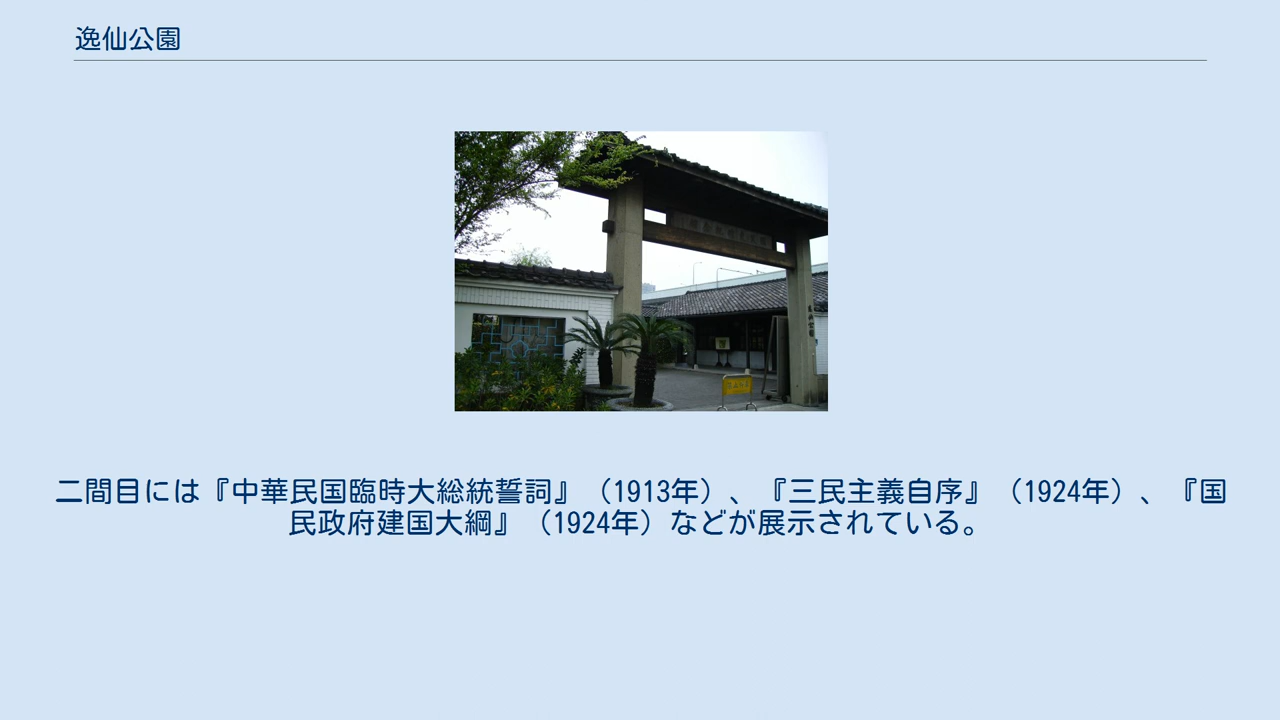 逸仙公園
二間目には『中華民国臨時大総統誓詞』（1913年）、『三民主義自序』（1924年）、『国
民政府建国大綱』（1924年）などが展示されている。